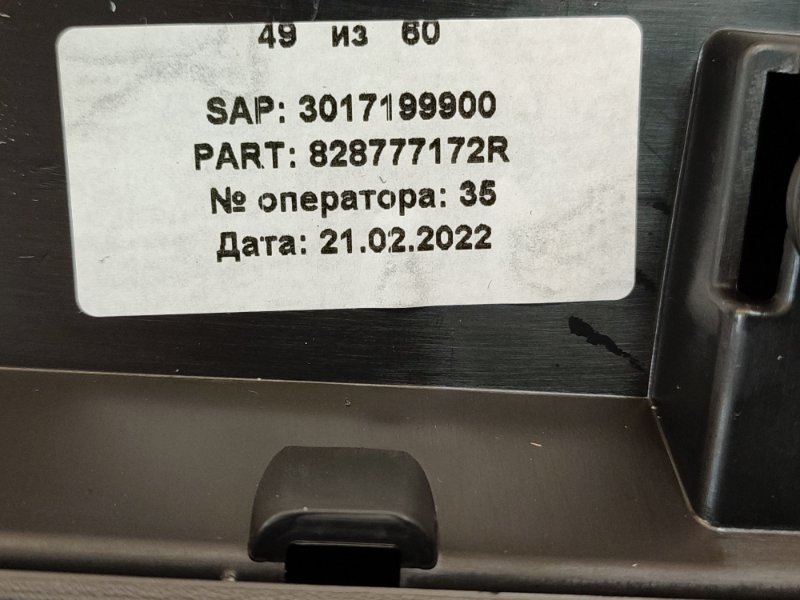 49 из 60
SAP: 3017199900
PART: 828777172R
№ оператора: 35
Дата: 21.02.2022